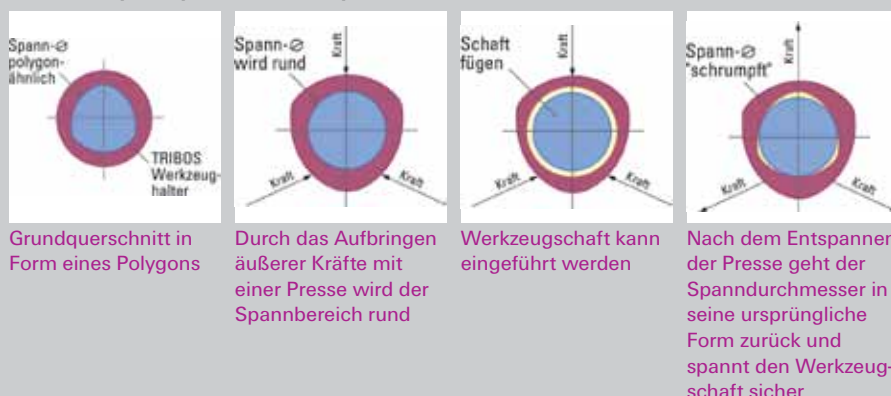 Spann-Ø
polygon-
ähnlich
TRIBOS
Werkzeug-
halter
Grundquerschnitt in
Form eines Polygons
Spann-Ø
wird rund
Kraft
Kraft
Kraft
Durch das Aufbringen
äußerer Kräfte mit
einer Presse wird der
Spannbereich rund
Schaft
fügen
Kraft
Kraft
Kraft
Werkzeugschaft kann
eingeführt werden
Spann-Ø
"schrumpft"
Kraft
Kraft
Kraft
Nach dem Entspannen
der Presse geht der
Spanndurchmesser in
seine ursprüngliche
Form zurück und
spannt den Werkzeug-
schaft sicher